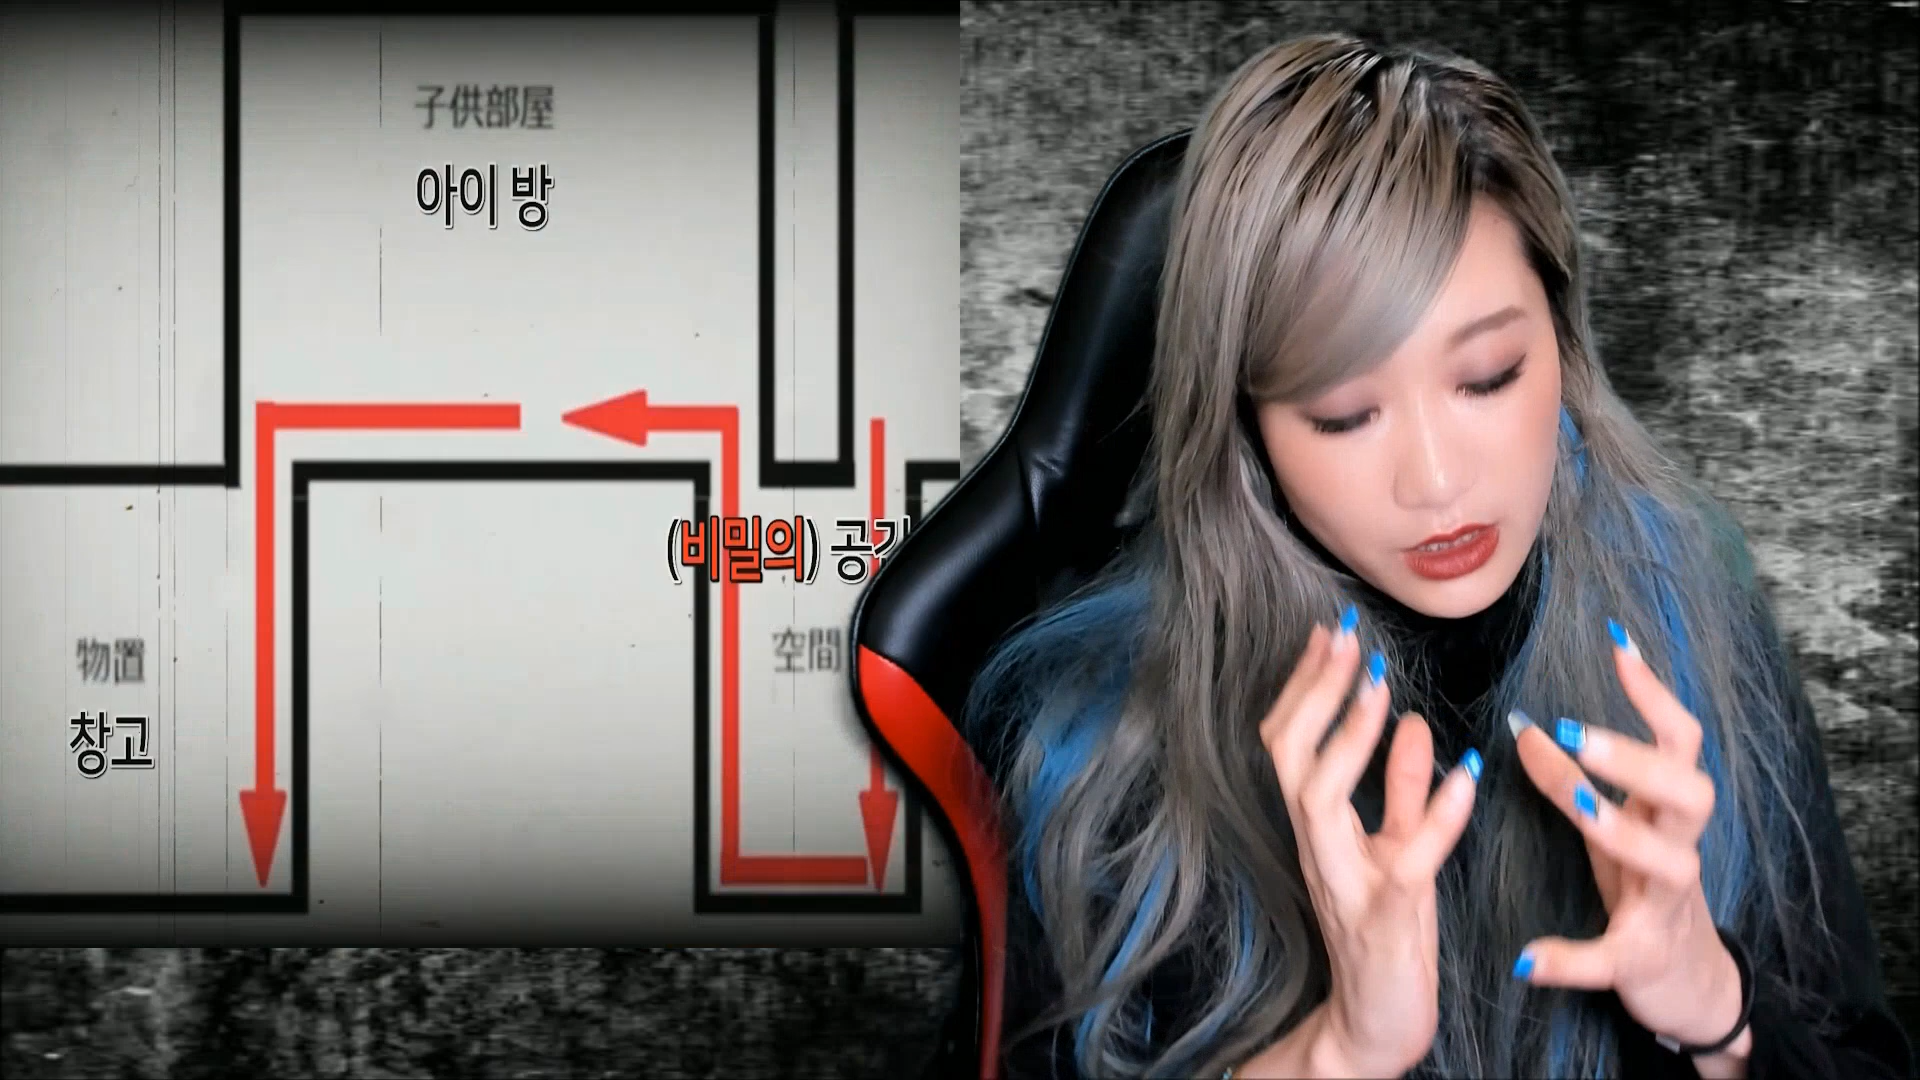 子供部屋
아이 방
(비밀의) 공간
空間
物置
창고